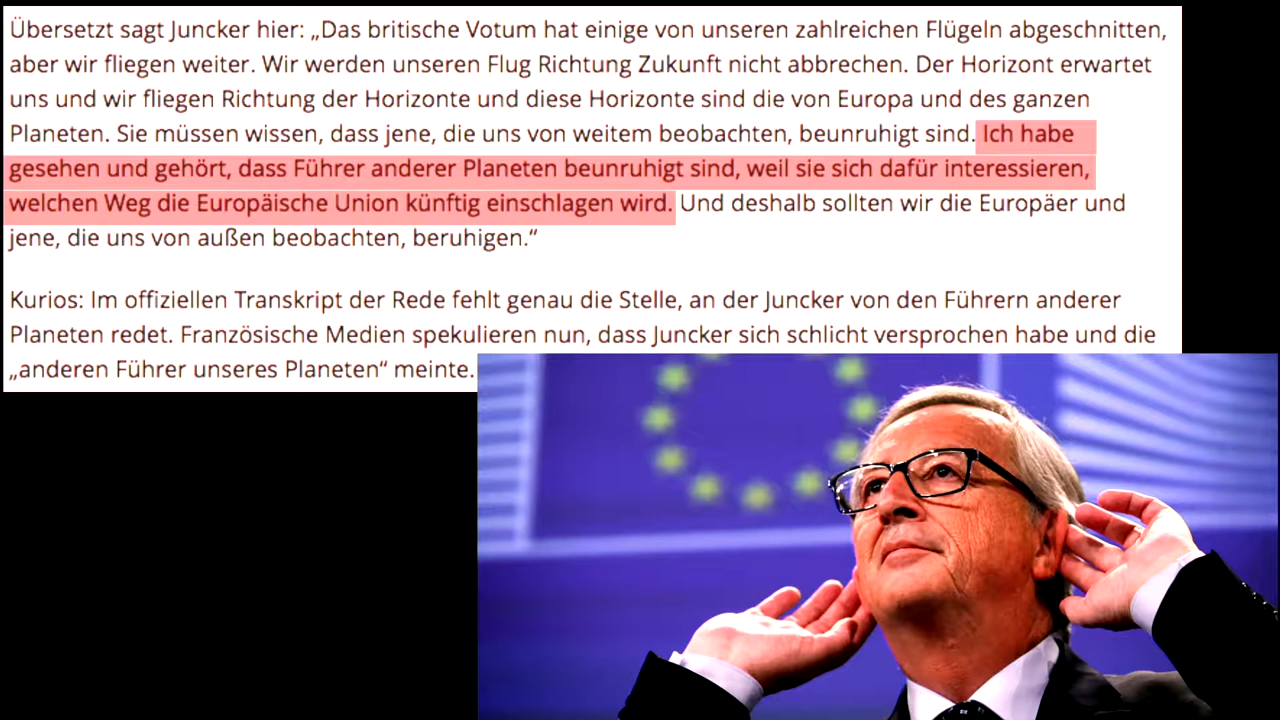 Übersetzt sagt Juncker hier: „Das britische Votum hat einige von unseren zahlreichen Flügeln abgeschnitten,
aber wir fliegen weiter. Wir werden unseren Flug Richtung Zukunft nicht abbrechen. Der Horizont erwartet
uns und wir fliegen Richtung der Horizonte und diese Horizonte sind die von Europa und des ganzen
Planeten. Sie müssen wissen, dass jene, die uns von weitem beobachten, beunruhigt sind. Ich habe
gesehen und gehört, dass Führer anderer Planeten beunruhigt sind, weil sie sich dafür interessieren,
welchen Weg die Europäische Union künftig einschlagen wird. Und deshalb sollten wir die Europäer und
jene, die uns von außen beobachten, beruhigen.“
Kurios: Im offiziellen Transkript der Rede fehlt genau die Stelle, an der Juncker von den Führern anderer
Planeten redet. Französische Medien spekulieren nun, dass Juncker sich schlicht versprochen habe und die
„anderen Führer unseres Planeten“ meinte.